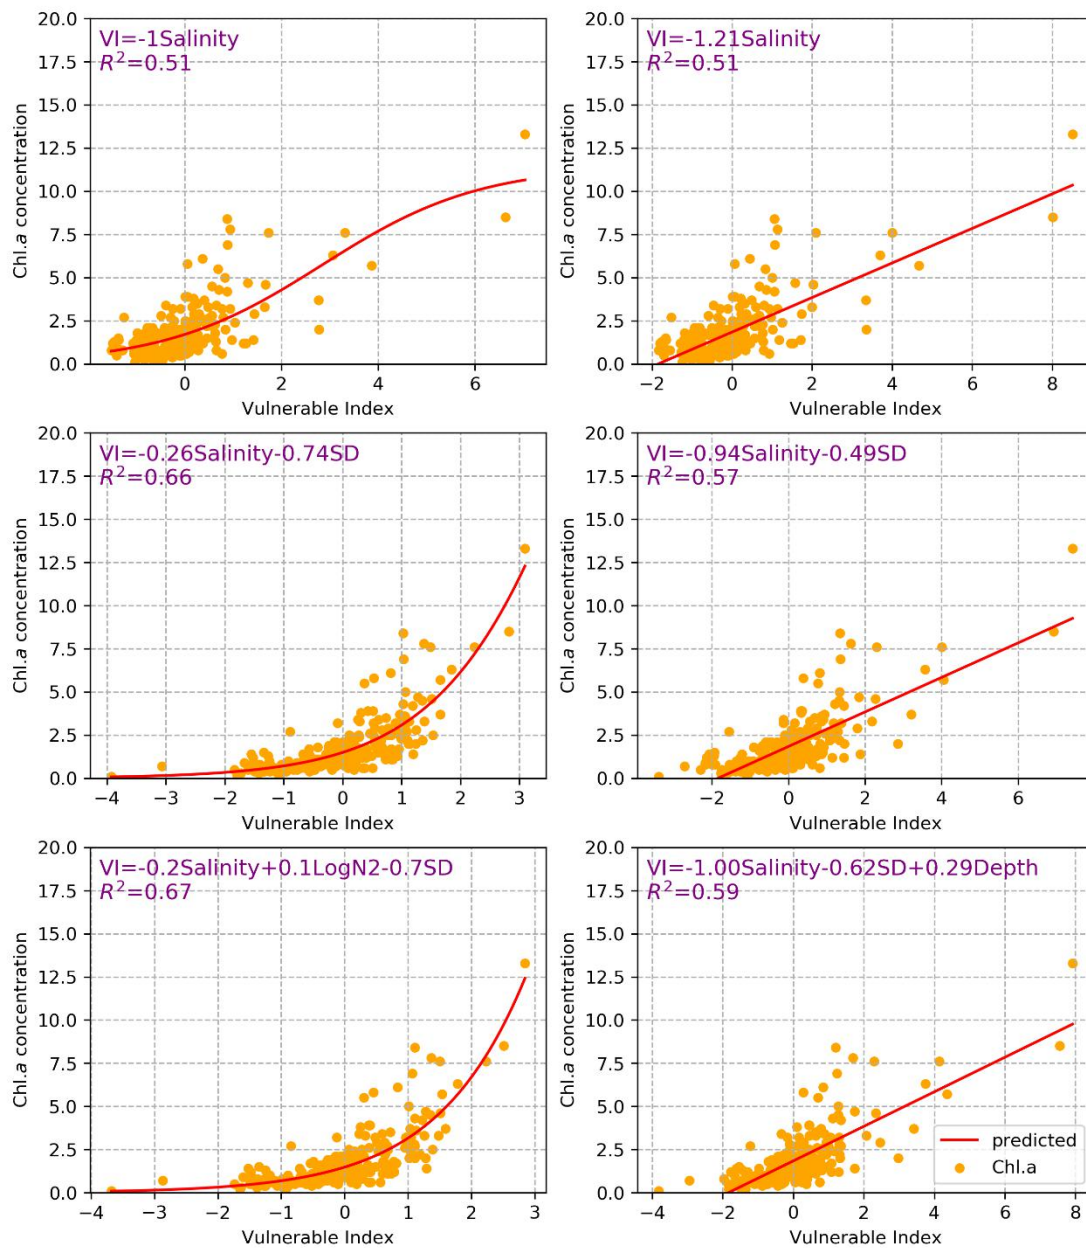 VI=-1Salinity
R²=0.51
20.0
17.5
15.0
12.5
10.0
7.5
5.0
2.5
0.0
Chl.a concentration
0 2 4 6
Vulnerable Index
VI=-1.21Salinity
R²=0.51
20.0
17.5
15.0
12.5
10.0
7.5
5.0
2.5
0.0
Chl.a concentration
−2 0 2 4 6 8
Vulnerable Index
VI=-0.26Salinity-0.74SD
R²=0.66
20.0
17.5
15.0
12.5
10.0
7.5
5.0
2.5
0.0
Chl.a concentration
−4 −3 −2 −1 0 1 2 3
Vulnerable Index
VI=-0.94Salinity-0.49SD
R²=0.57
20.0
17.5
15.0
12.5
10.0
7.5
5.0
2.5
0.0
Chl.a concentration
−2 0 2 4 6
Vulnerable Index
VI=-0.2Salinity+0.1LogN2-0.7SD
R²=0.67
20.0
17.5
15.0
12.5
10.0
7.5
5.0
2.5
0.0
Chl.a concentration
−4 −3 −2 −1 0 1 2 3
Vulnerable Index
VI=-1.00Salinity-0.62SD+0.29Depth
R²=0.59
20.0
17.5
15.0
12.5
10.0
7.5
5.0
2.5
0.0
Chl.a concentration
predicted
Chl.a
−4 −2 0 2 4 6 8
Vulnerable Index